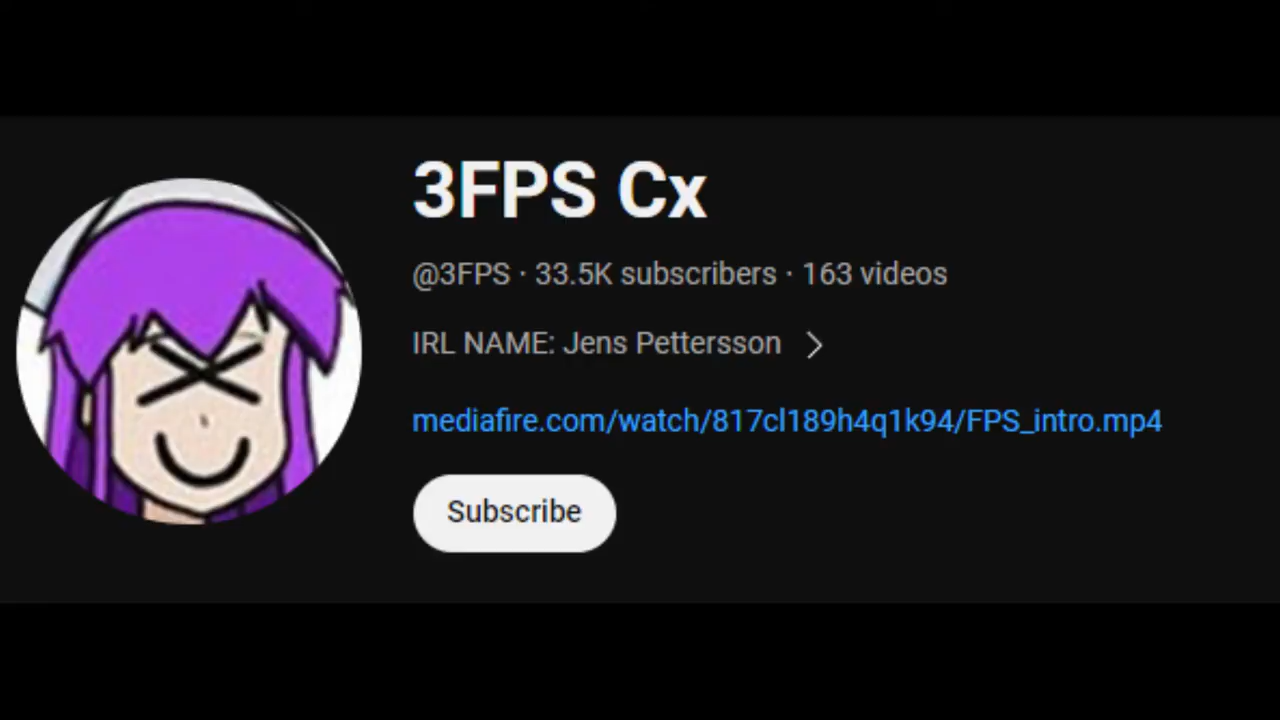 3FPS Cx
@3FPS · 33.5K subscribers · 163 videos
IRL NAME: Jens Pettersson
mediafire.com/watch/817cl189h4q1k94/FPS_intro.mp4
Subscribe